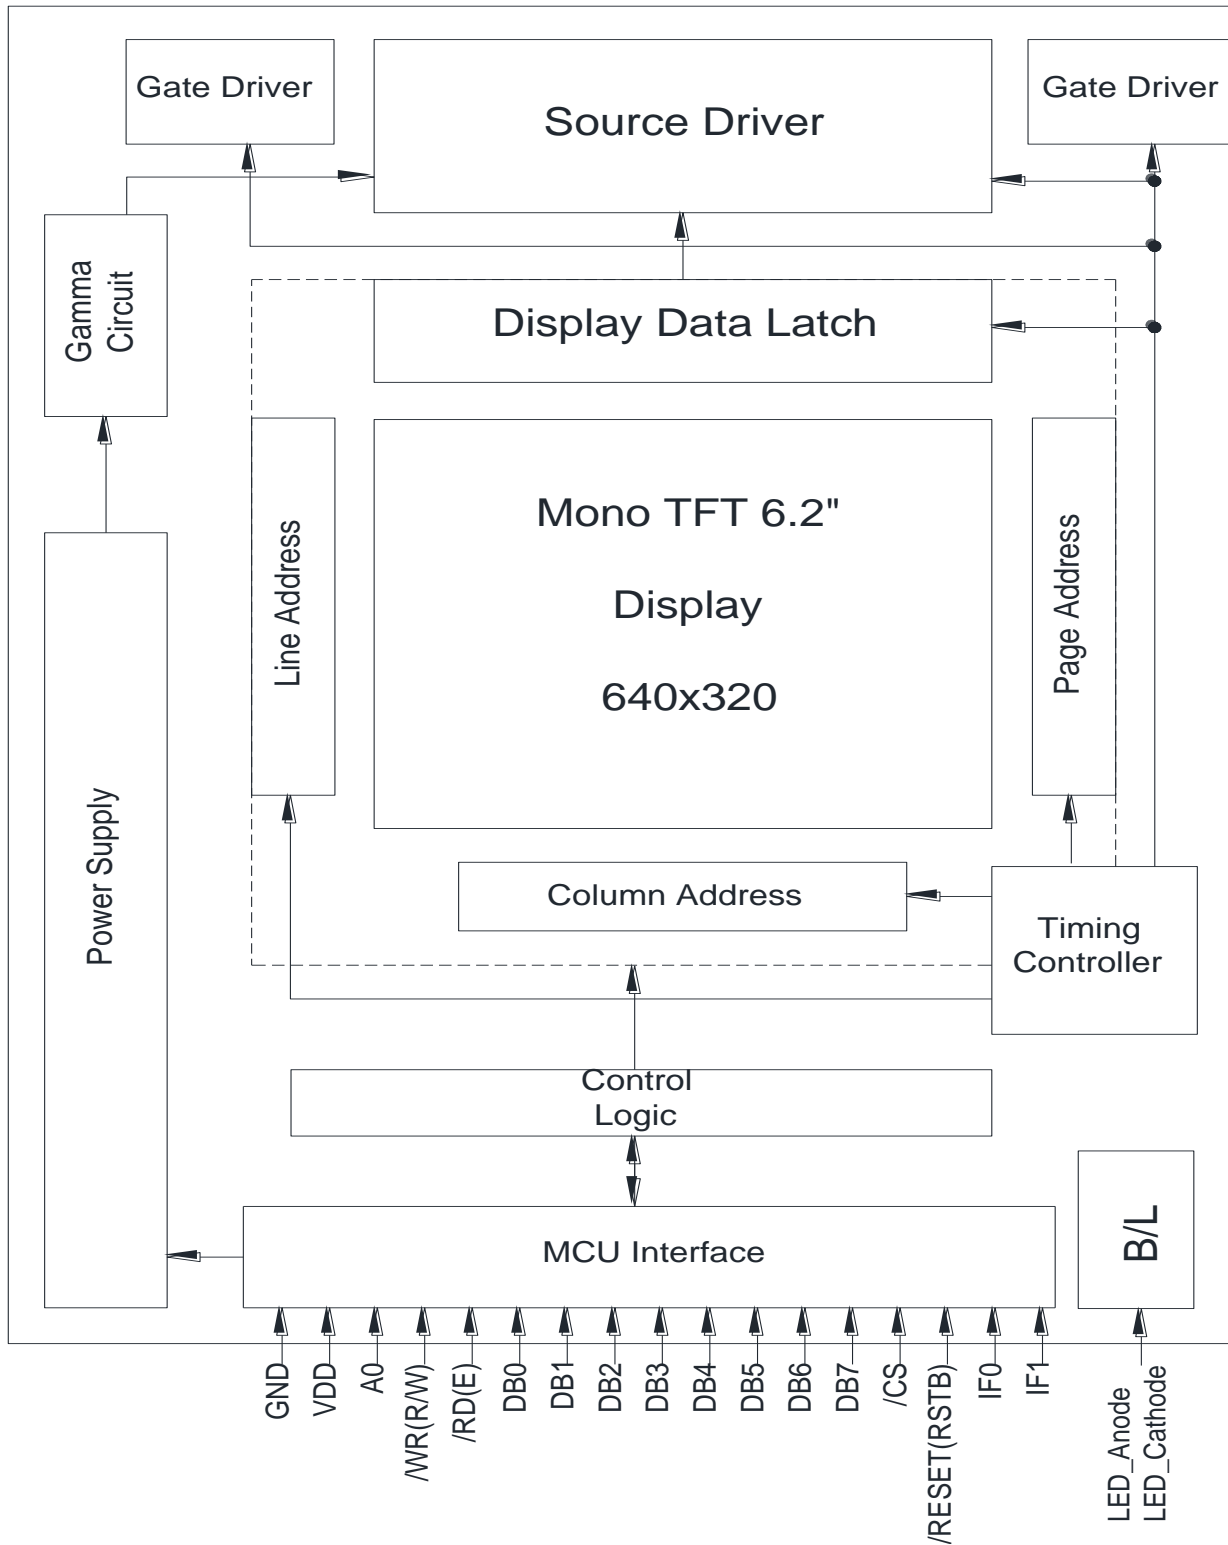 Gate Driver
Source Driver
Gate Driver
Gamma
Circuit
Display Data Latch
Line Address
Mono TFT 6.2"
Display
640x320
Page Address
Power Supply
Column Address
Timing
Controller
Control
Logic
MCU Interface
B/L
GND
VDD
A0
/WR(R/W)
/RD(E)
DB0
DB1
DB2
DB3
DB4
DB5
DB6
DB7
/CS
/RESET(RSTB)
IF0
IF1
LED_Anode
LED_Cathode